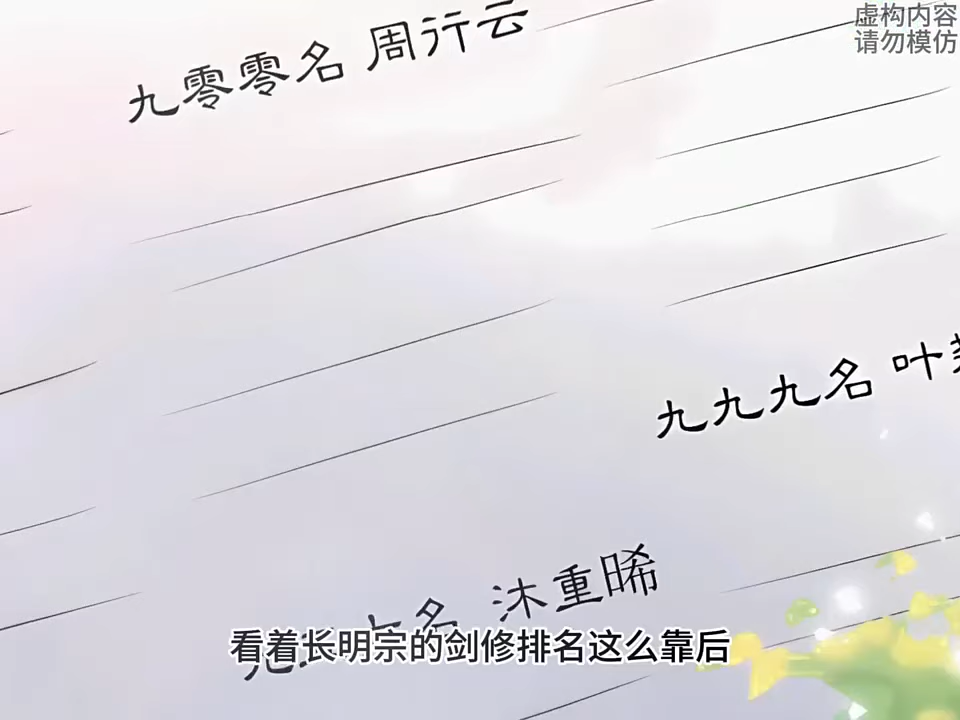 虚构内容
请勿模仿
九零零名 周行云
九九九名 叶
名 沐重晞
看着长明宗的剑修排名这么靠后